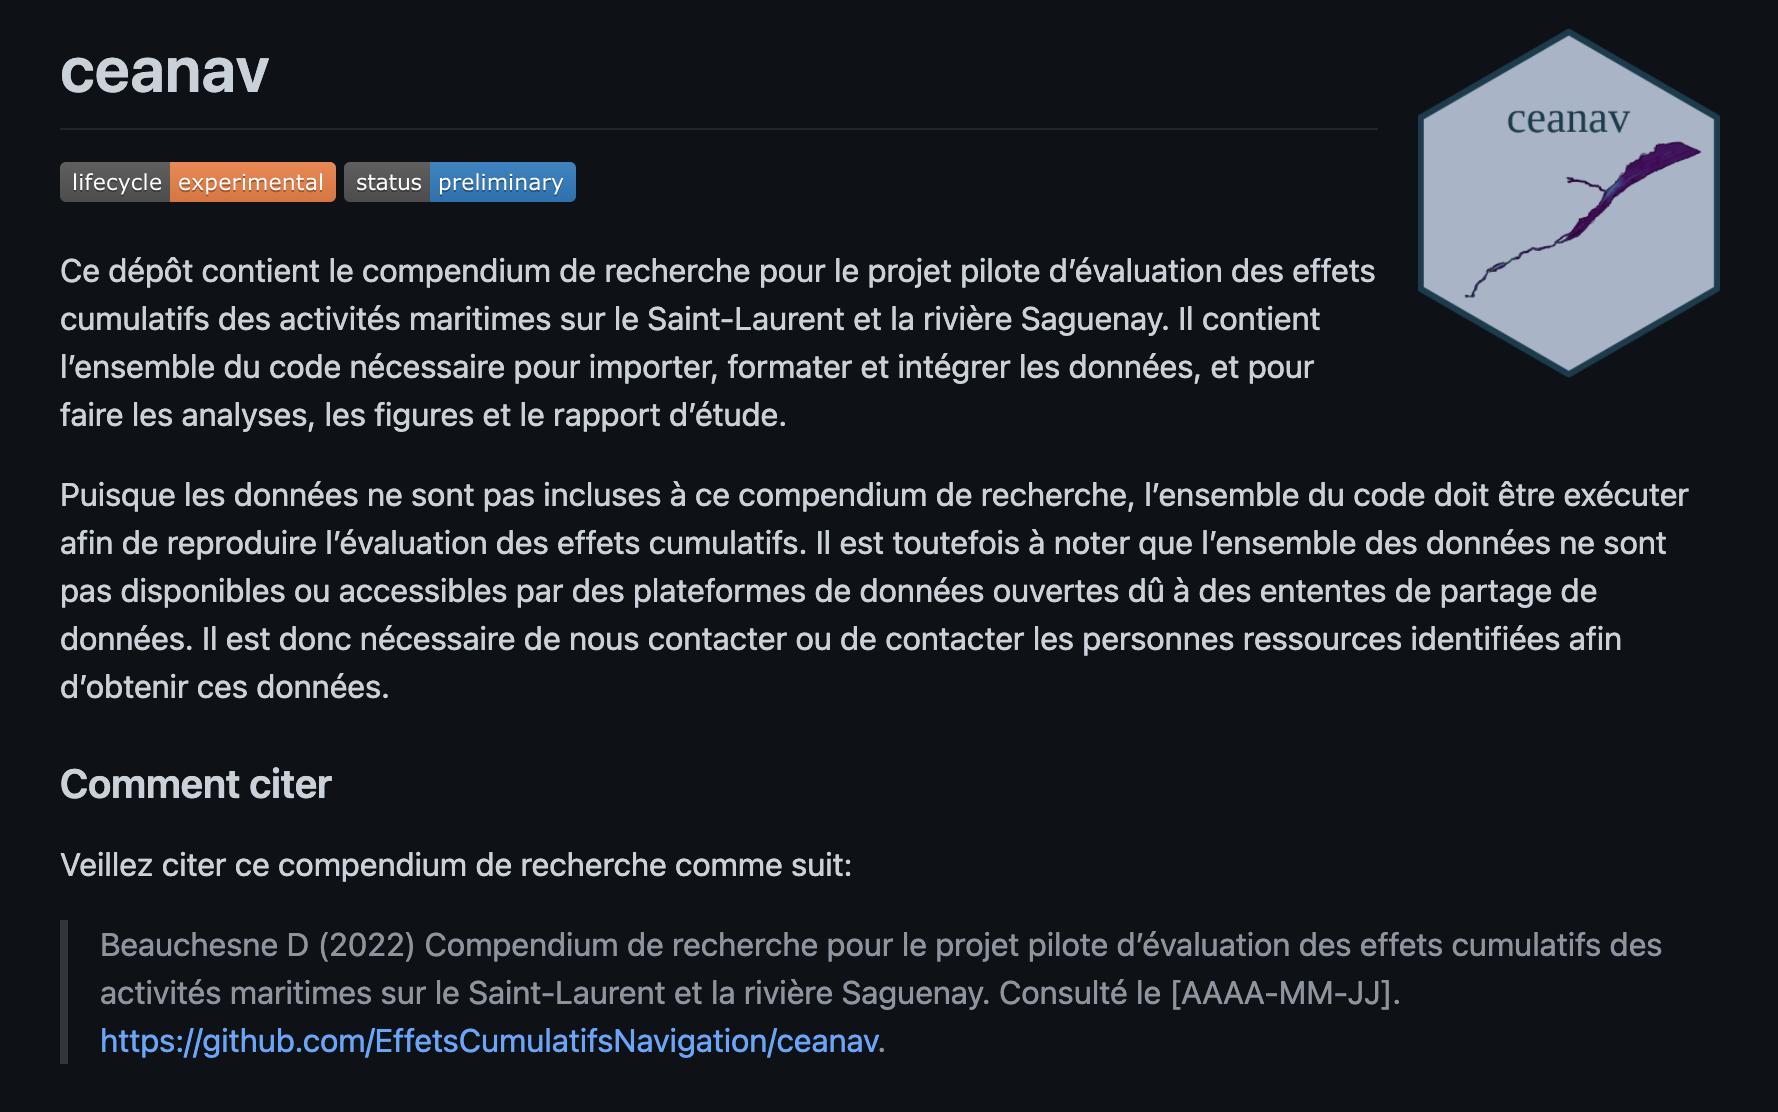 ceanav
ceanav
lifecycle experimental status preliminary
Ce dépôt contient le compendium de recherche pour le projet pilote d’évaluation des effets
cumulatifs des activités maritimes sur le Saint-Laurent et la rivière Saguenay. Il contient
l’ensemble du code nécessaire pour importer, formater et intégrer les données, et pour
faire les analyses, les figures et le rapport d’étude.
Puisque les données ne sont pas incluses à ce compendium de recherche, l’ensemble du code doit être exécuter
afin de reproduire l’évaluation des effets cumulatifs. Il est toutefois à noter que l’ensemble des données ne sont
pas disponibles ou accessibles par des plateformes de données ouvertes dû à des ententes de partage de
données. Il est donc nécessaire de nous contacter ou de contacter les personnes ressources identifiées afin
d’obtenir ces données.
Comment citer
Veillez citer ce compendium de recherche comme suit:
Beauchesne D (2022) Compendium de recherche pour le projet pilote d’évaluation des effets cumulatifs des
activités maritimes sur le Saint-Laurent et la rivière Saguenay. Consulté le [AAAA-MM-JJ].
https://github.com/EffetsCumulatifsNavigation/ceanav.